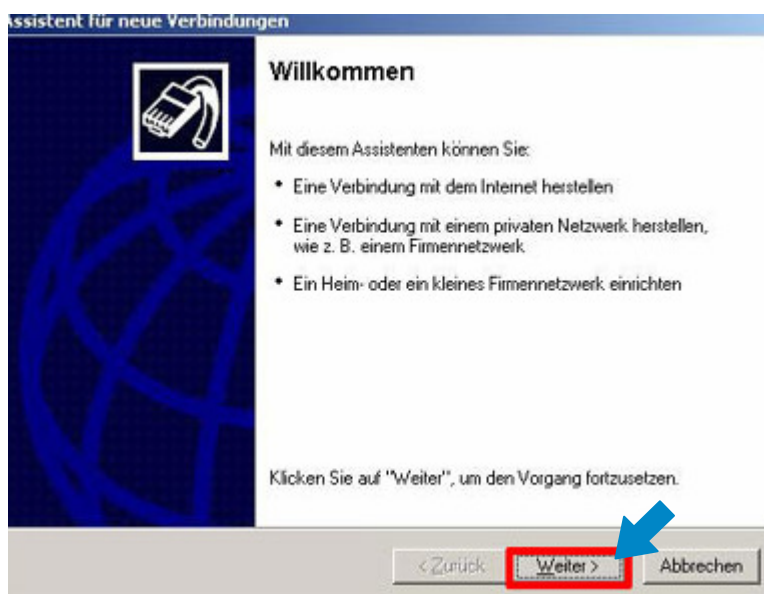 Assistent für neue Verbindungen
Willkommen
Mit diesem Assistenten können Sie:
• Eine Verbindung mit dem Internet herstellen
• Eine Verbindung mit einem privaten Netzwerk herstellen,
wie z. B. einem Firmennetzwerk
• Ein Heim- oder ein kleines Firmennetzwerk einrichten
Klicken Sie auf "Weiter", um den Vorgang fortzusetzen.
< Zurück Weiter > Abbrechen